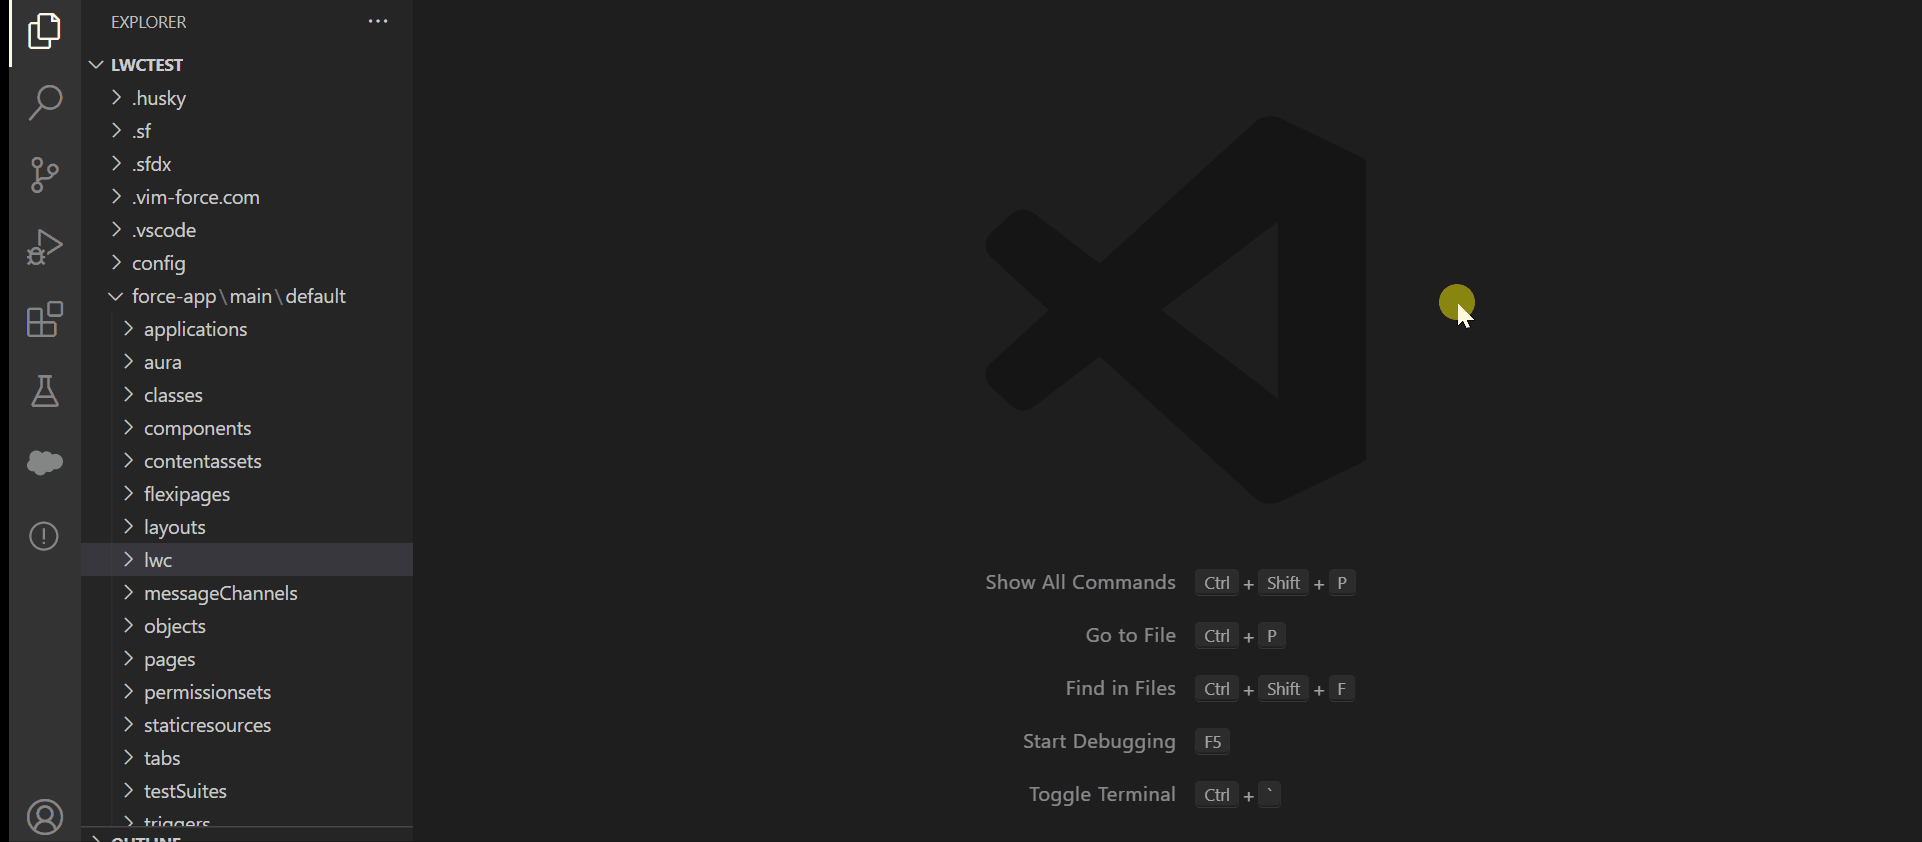 EXPLORER
LWCTEST
.husky
.sf
.sfdx
.vim-force.com
.vscode
config
force-app\main\default
applications
aura
classes
components
contentassets
flexipages
layouts
lwc
messageChannels
objects
pages
permissionsets
staticresources
tabs
testSuites
triggers
OUTLINE
Show All Commands Ctrl + Shift + P
Go to File Ctrl + P
Find in Files Ctrl + Shift + F
Start Debugging F5
Toggle Terminal Ctrl + `